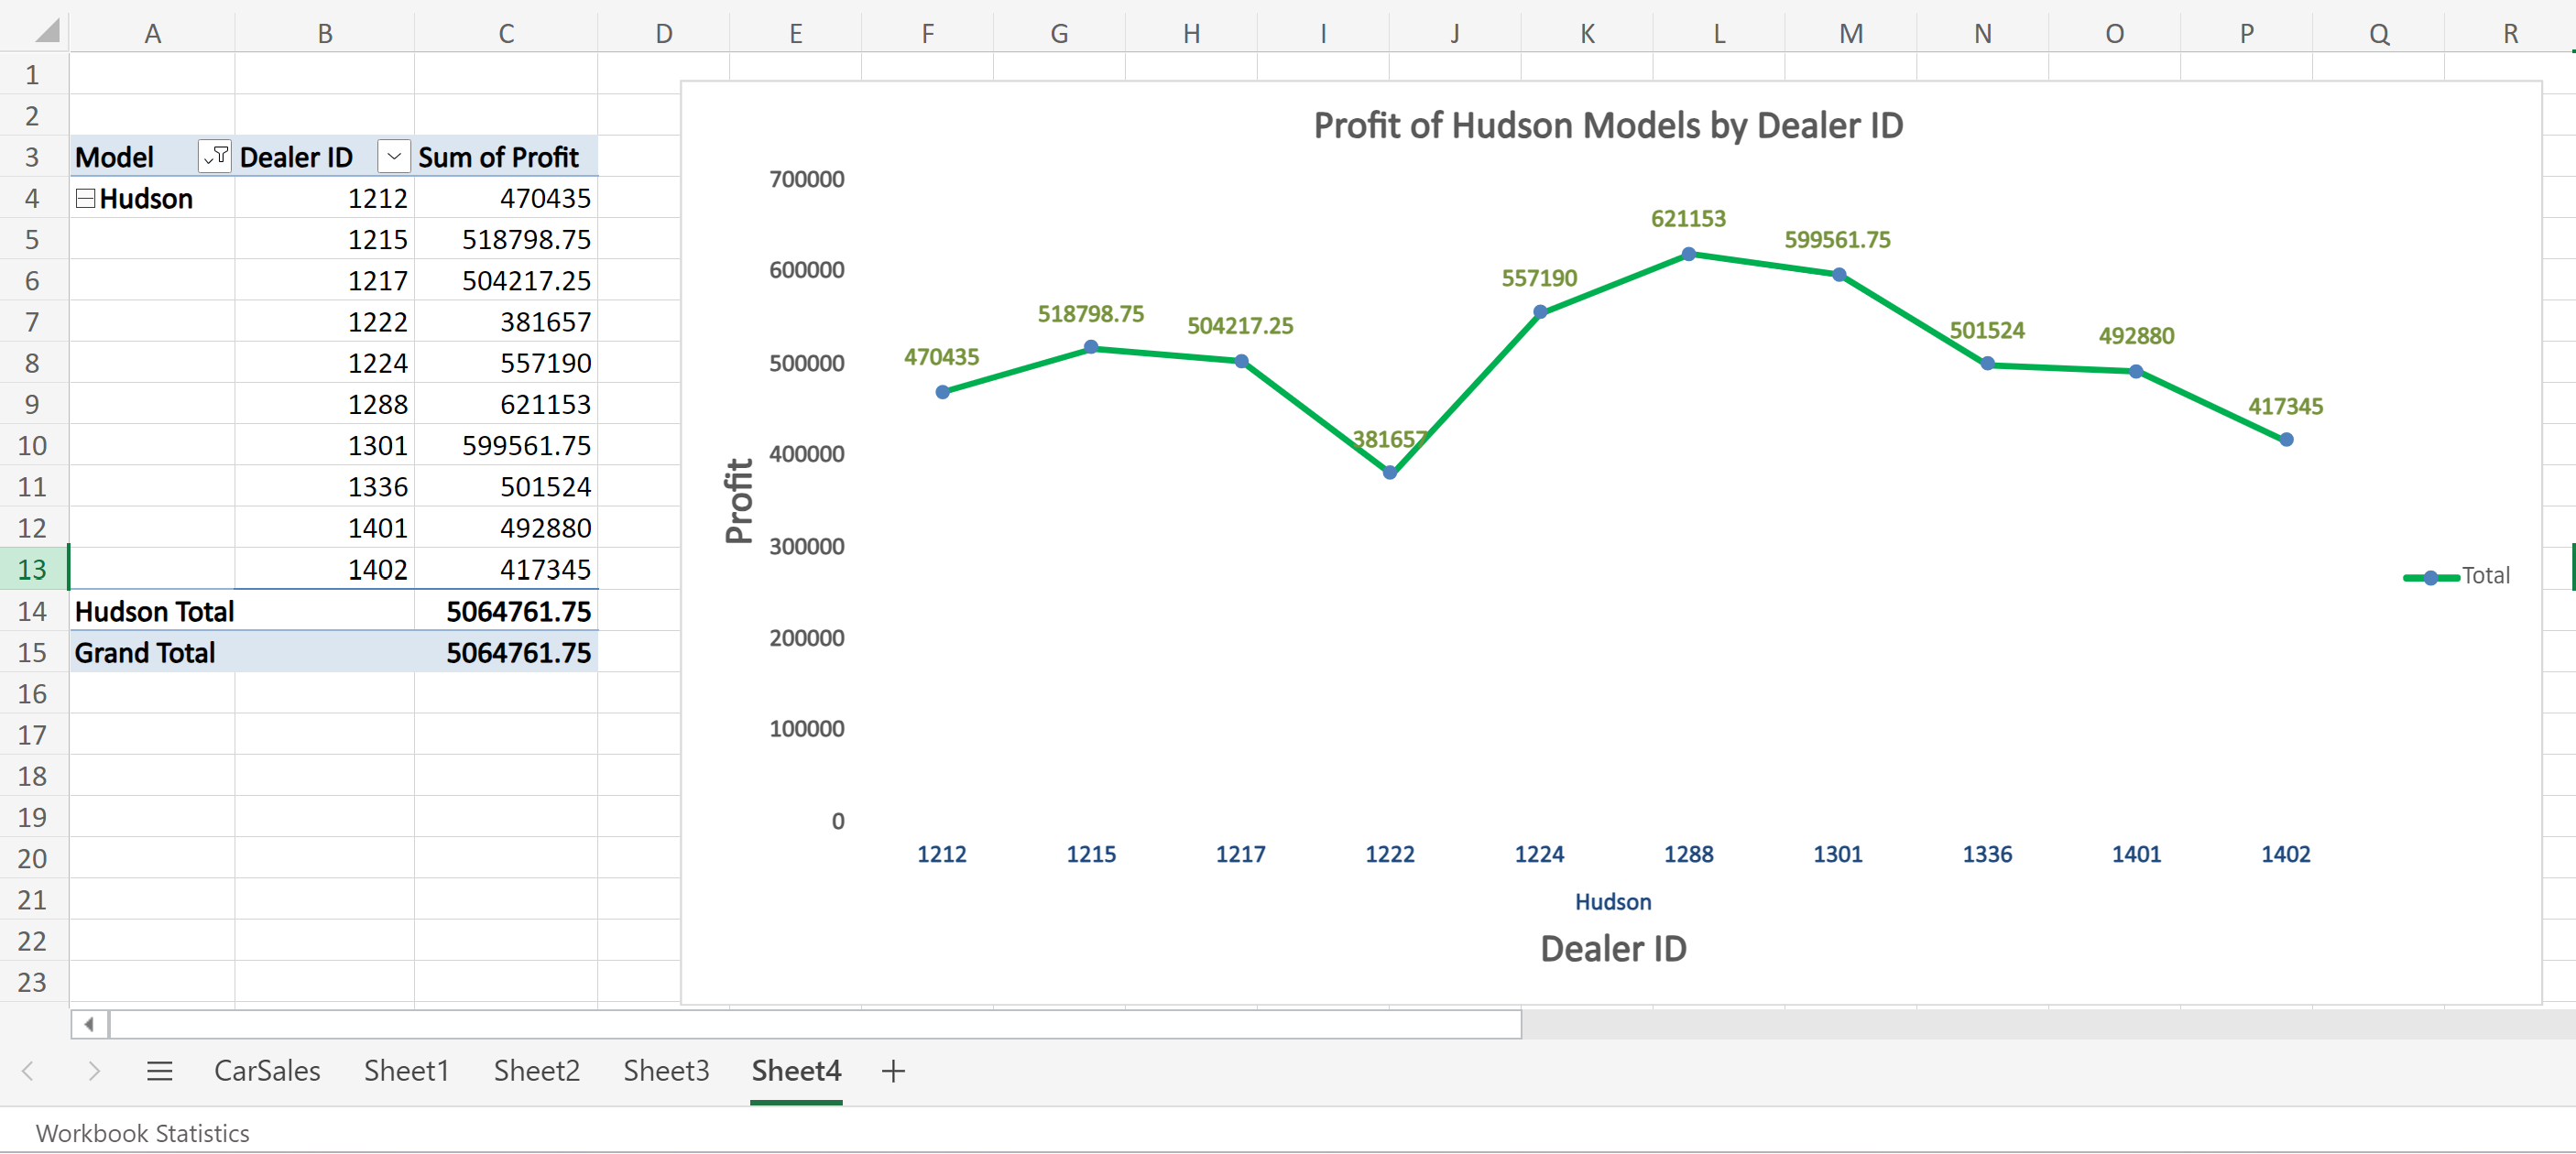 A B C D E F G H I J K L M N O P Q R
1
2
3 Model Dealer ID Sum of Profit
4 Hudson 1212 470435
5 1215 518798.75
6 1217 504217.25
7 1222 381657
8 1224 557190
9 1288 621153
10 1301 599561.75
11 1336 501524
12 1401 492880
13 1402 417345
14 Hudson Total 5064761.75
15 Grand Total 5064761.75
16
17
18
19
20
21
22
23
Profit of Hudson Models by Dealer ID
Profit
700000
600000
500000
400000
300000
200000
100000
0
470435
518798.75
504217.25
381657
557190
621153
599561.75
501524
492880
417345
1212 1215 1217 1222 1224 1288 1301 1336 1401 1402
Hudson
Dealer ID
Total
CarSales Sheet1 Sheet2 Sheet3 Sheet4 +
Workbook Statistics